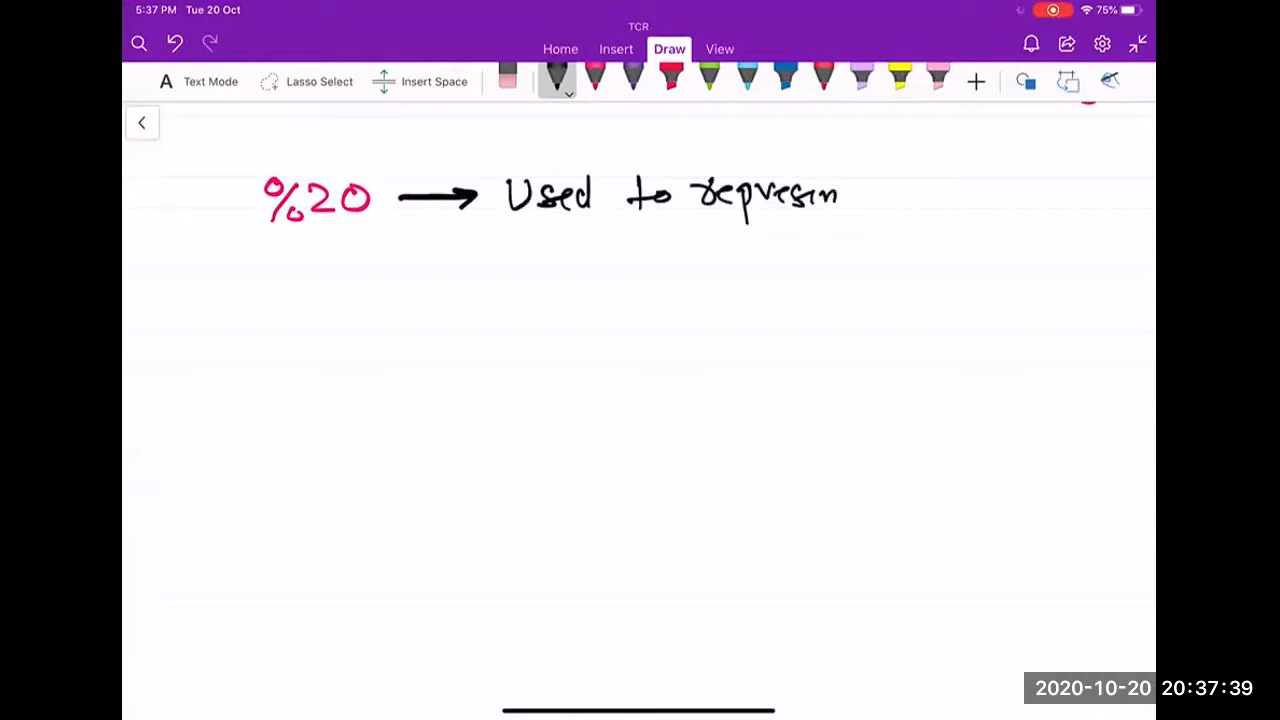 5:37 PM Tue 20 Oct 75%
TCR
Home Insert Draw View
A Text Mode Lasso Select Insert Space
%20 → Used to represin
2020-10-20 20:37:39